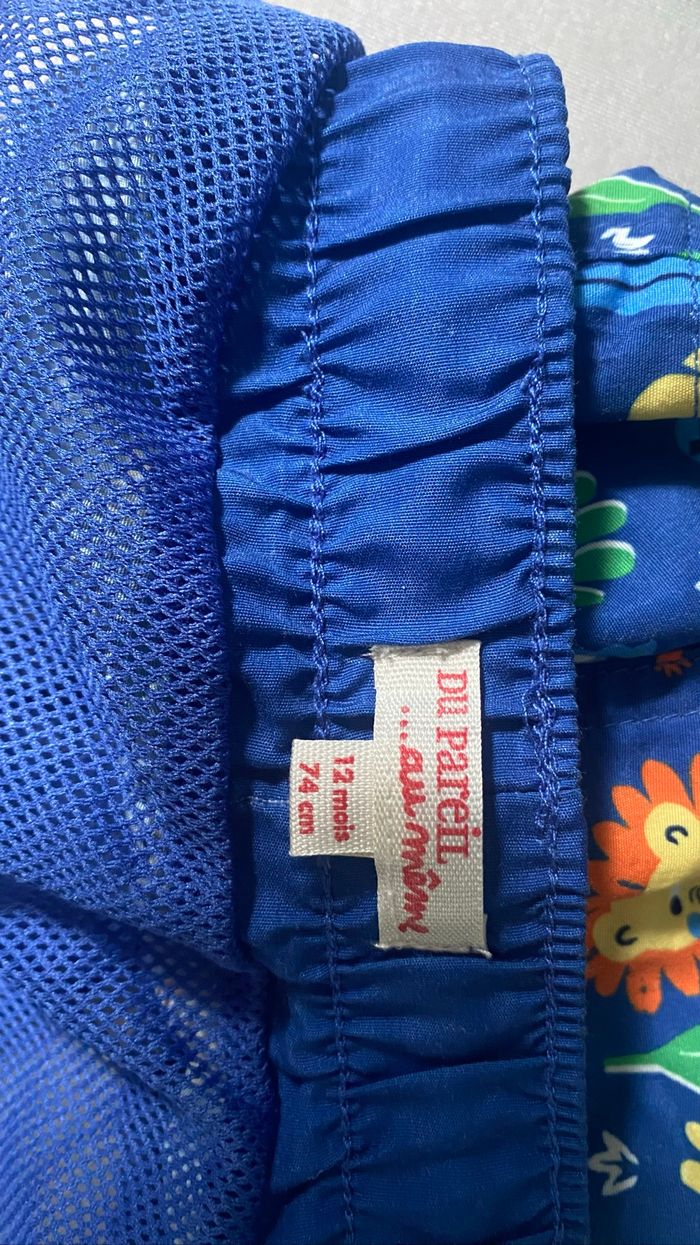 DU Pareil
...au même
12 mois
74 cm